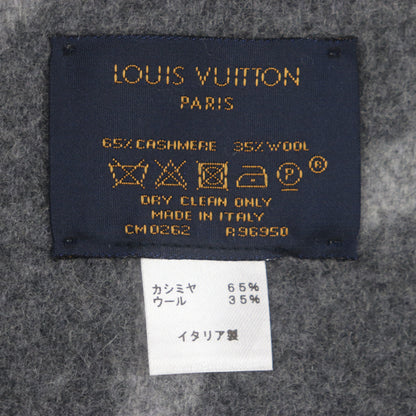 LOUIS VUITTON
PARIS
65% CASHMERE 35% WOOL
P ®
DRY CLEAN ONLY
MADE IN ITALY
CM0262 R96950
カシミヤ 65%
ウール 35%
イタリア製